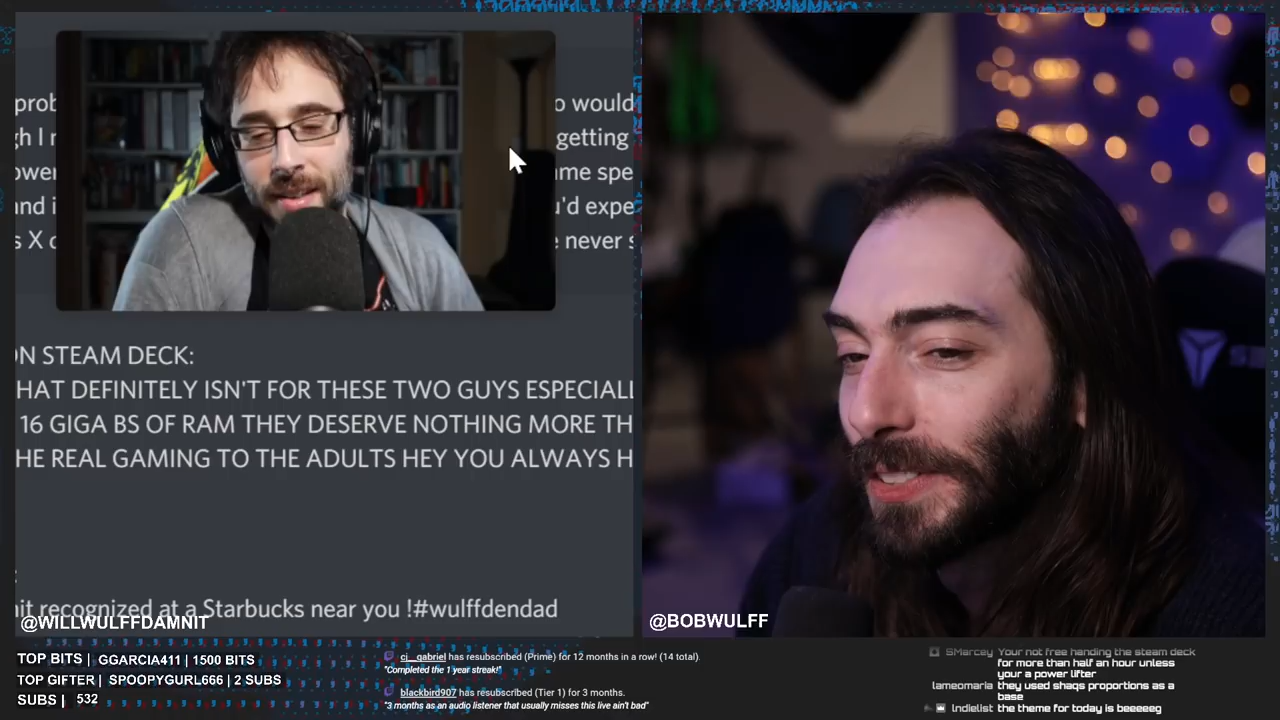 prob
o would
gh I
getting
ower
ame spe
and i
u'd expe
s X
e never s
ON STEAM DECK:
HAT DEFINITELY ISN'T FOR THESE TWO GUYS ESPECIALL
16 GIGA BS OF RAM THEY DESERVE NOTHING MORE TH
HE REAL GAMING TO THE ADULTS HEY YOU ALWAYS H
recognized at a Starbucks near you !#wulffdendad
@WILLWULFFDAMNIT
@BOBWULFF
TOP BITS | GGARCIA411 | 1500 BITS
TOP GIFTER | SPOOPYGURL666 | 2 SUBS
SUBS | 532
ci__gabriel has resubscribed (Prime) for 12 months in a row! (14 total).
"Completed the 1 year streak!"
blackbird907 has resubscribed (Tier 1) for 3 months.
"3 months as an audio listener that usually misses this live ain't bad"
SMarcey Your not free handing the steam deck
for more than half an hour unless
your a power lifter
lameomaria they used shaqs proportions as a
base
lndielist the theme for today is beeeeeg